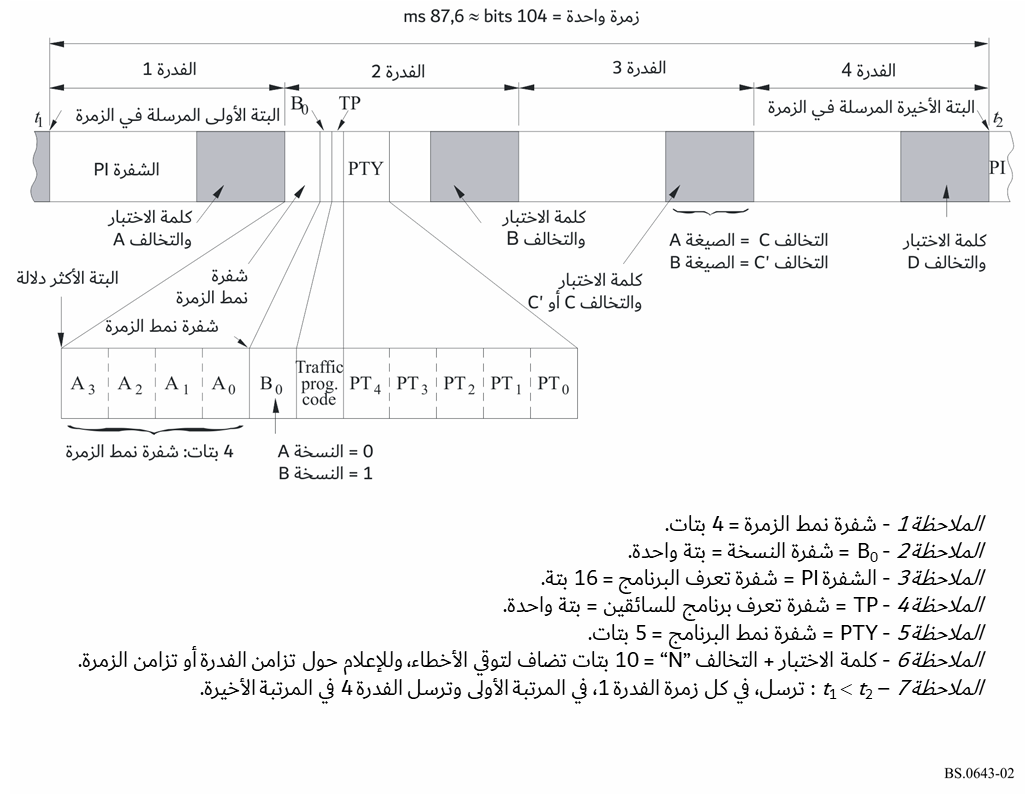 زمرة واحدة = 104 bits ≈ 87,6 ms
الفدرة 1
الفدرة 2
الفدرة 3
الفدرة 4
البتة الأولى المرسلة في الزمرة
B0
TP
البتة الأخيرة المرسلة في الزمرة
t1
t2
الشفرة PI
PTY
PI
كلمة الاختبار
والتخالف A
شفرة
نمط الزمرة
كلمة الاختبار
والتخالف B
كلمة الاختبار
والتخالف C أو C'
التخالف C = الصيغة A
التخالف C' = الصيغة B
كلمة الاختبار
والتخالف D
البتة الأكثر دلالة
شفرة نمط الزمرة
A3 A2 A1 A0 B0
Traffic
prog.
code
PT4 PT3 PT2 PT1 PT0
4 بتات: شفرة نمط الزمرة
0 = النسخة A
1 = النسخة B
الملاحظة 1 - شفرة نمط الزمرة = 4 بتات.
الملاحظة 2 - B0 = شفرة النسخة = بتة واحدة.
الملاحظة 3 - الشفرة PI = شفرة تعرف البرنامج = 16 بتة.
الملاحظة 4 - TP = شفرة تعرف برنامج للسائقين = بتة واحدة.
الملاحظة 5 - PTY = شفرة نمط البرنامج = 5 بتات.
الملاحظة 6 - كلمة الاختبار + التخالف “N” = 10 بتات تضاف لتوقي الأخطاء، وللإعلام حول تزامن الفدرة أو تزامن الزمرة.
الملاحظة 7 – t1 < t2 : ترسل، في كل زمرة الفدرة 1، في المرتبة الأولى وترسل الفدرة 4 في المرتبة الأخيرة.
BS.0643-02